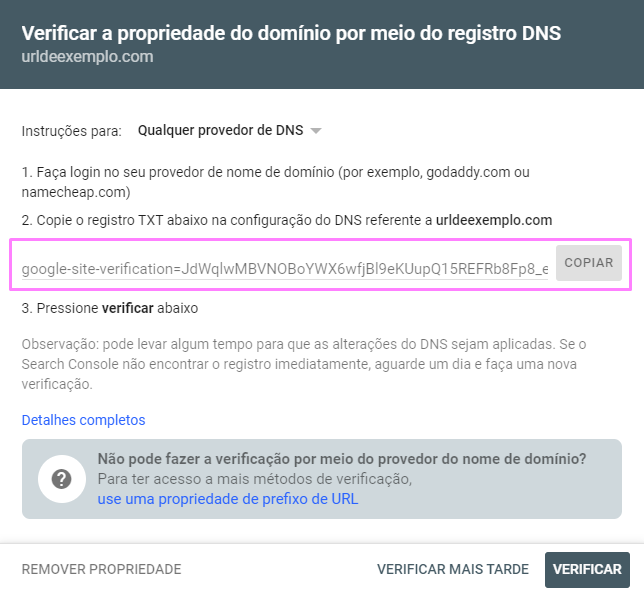 Verificar a propriedade do domínio por meio do registro DNS
urldeexemplo.com
Instruções para: Qualquer provedor de DNS
1. Faça login no seu provedor de nome de domínio (por exemplo, godaddy.com ou
namecheap.com)
2. Copie o registro TXT abaixo na configuração do DNS referente a urldeexemplo.com
google-site-verification=JdWqlwMBVNOBoYWX6wfjBl9eKUupQ15REFRb8Fp8_e
COPIAR
3. Pressione verificar abaixo
Observação: pode levar algum tempo para que as alterações do DNS sejam aplicadas. Se o
Search Console não encontrar o registro imediatamente, aguarde um dia e faça uma nova
verificação.
Detalhes completos
Não pode fazer a verificação por meio do provedor do nome de domínio?
Para ter acesso a mais métodos de verificação,
use uma propriedade de prefixo de URL
REMOVER PROPRIEDADE VERIFICAR MAIS TARDE VERIFICAR